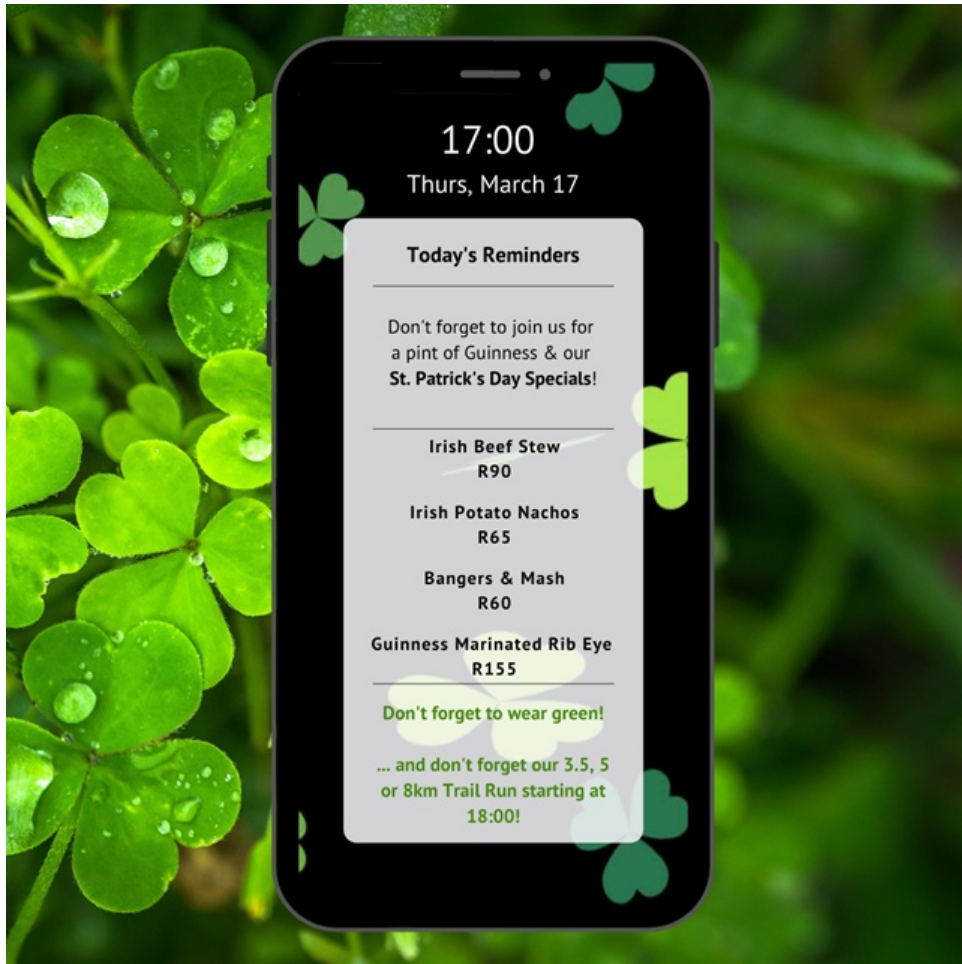 17:00
Thurs, March 17
Today's Reminders
Don't forget to join us for
a pint of Guinness & our
St. Patrick's Day Specials!
Irish Beef Stew
R90
Irish Potato Nachos
R65
Bangers & Mash
R60
Guinness Marinated Rib Eye
R155
Don't forget to wear green!
... and don't forget our 3.5, 5
or 8km Trail Run starting at
18:00!